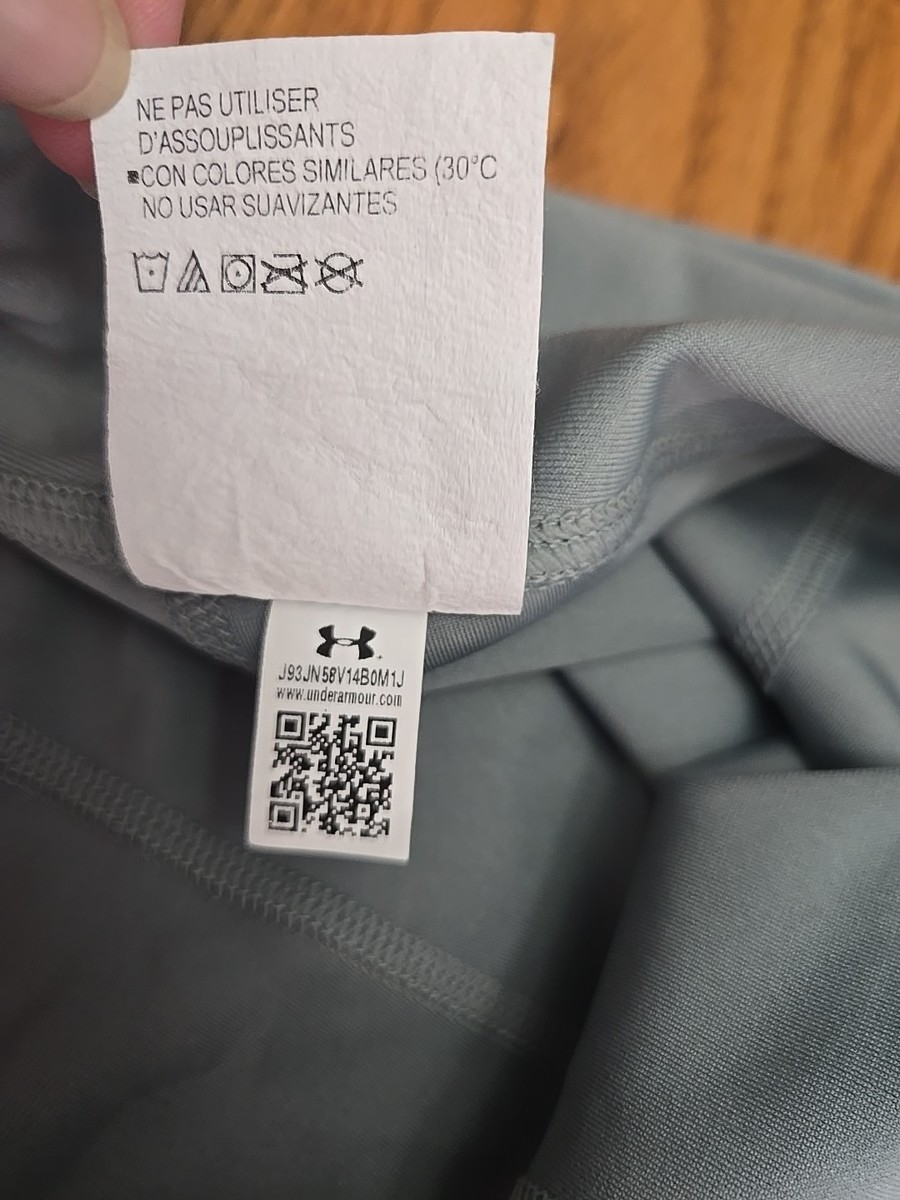 NE PAS UTILISER
D'ASSOUPLISSANTS
▪CON COLORES SIMILARES (30°C
NO USAR SUAVIZANTES
J93JN58V14B0M1J
www.underarmour.com